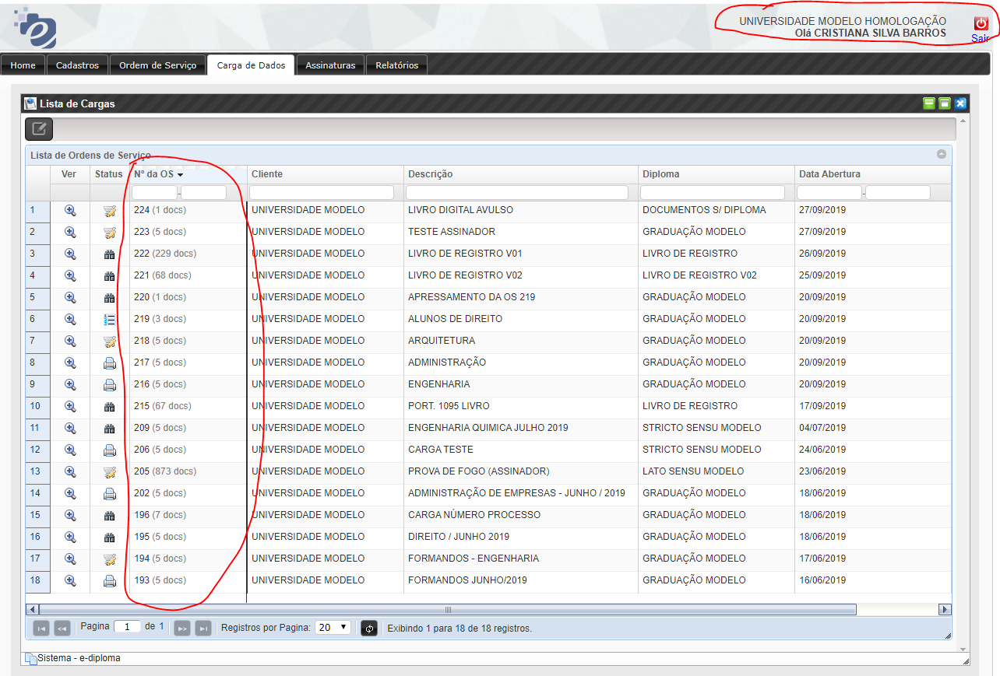 UNIVERSIDADE MODELO HOMOLOGAÇÃO
Olá CRISTIANA SILVA BARROS
Sair
Home Cadastros Ordem de Serviço Carga de Dados Assinaturas Relatórios
Lista de Cargas
Lista de Ordens de Serviço
Ver Status Nº da OS Cliente Descrição Diploma Data Abertura
- -
1 224 (1 docs) UNIVERSIDADE MODELO LIVRO DIGITAL AVULSO DOCUMENTOS S/ DIPLOMA 27/09/2019
2 223 (5 docs) UNIVERSIDADE MODELO TESTE ASSINADOR GRADUAÇÃO MODELO 27/09/2019
3 222 (229 docs) UNIVERSIDADE MODELO LIVRO DE REGISTRO V01 LIVRO DE REGISTRO 26/09/2019
4 221 (68 docs) UNIVERSIDADE MODELO LIVRO DE REGISTRO V02 LIVRO DE REGISTRO V02 25/09/2019
5 220 (1 docs) UNIVERSIDADE MODELO APRESSAMENTO DA OS 219 GRADUAÇÃO MODELO 20/09/2019
6 219 (3 docs) UNIVERSIDADE MODELO ALUNOS DE DIREITO GRADUAÇÃO MODELO 20/09/2019
7 218 (5 docs) UNIVERSIDADE MODELO ARQUITETURA GRADUAÇÃO MODELO 20/09/2019
8 217 (5 docs) UNIVERSIDADE MODELO ADMINISTRAÇÃO GRADUAÇÃO MODELO 20/09/2019
9 216 (5 docs) UNIVERSIDADE MODELO ENGENHARIA GRADUAÇÃO MODELO 20/09/2019
10 215 (67 docs) UNIVERSIDADE MODELO PORT. 1095 LIVRO LIVRO DE REGISTRO 17/09/2019
11 209 (5 docs) UNIVERSIDADE MODELO ENGENHARIA QUIMICA JULHO 2019 STRICTO SENSU MODELO 04/07/2019
12 206 (5 docs) UNIVERSIDADE MODELO CARGA TESTE STRICTO SENSU MODELO 24/06/2019
13 205 (873 docs) UNIVERSIDADE MODELO PROVA DE FOGO (ASSINADOR) LATO SENSU MODELO 23/06/2019
14 202 (5 docs) UNIVERSIDADE MODELO ADMINISTRAÇÃO DE EMPRESAS - JUNHO / 2019 GRADUAÇÃO MODELO 18/06/2019
15 196 (7 docs) UNIVERSIDADE MODELO CARGA NÚMERO PROCESSO GRADUAÇÃO MODELO 18/06/2019
16 195 (5 docs) UNIVERSIDADE MODELO DIREITO / JUNHO 2019 GRADUAÇÃO MODELO 18/06/2019
17 194 (5 docs) UNIVERSIDADE MODELO FORMANDOS - ENGENHARIA GRADUAÇÃO MODELO 17/06/2019
18 193 (5 docs) UNIVERSIDADE MODELO FORMANDOS JUNHO/2019 GRADUAÇÃO MODELO 16/06/2019
Pagina 1 de 1 Registros por Pagina: 20 Exibindo 1 para 18 de 18 registros.
Sistema - e-diploma